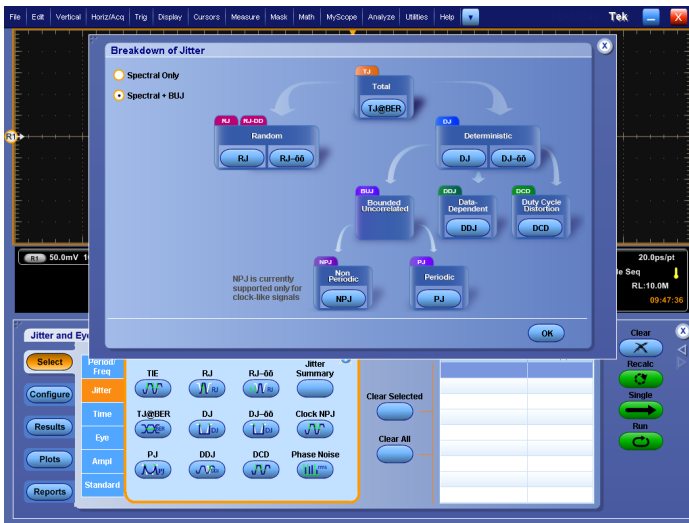 File Edit Vertical Horiz/Acq Trig Display Cursors Measure Mask Math MyScope Analyze Utilities Help Tek X
Breakdown of Jitter X
Spectral Only
Spectral + BUJ
TJ
Total
TJ@BER
RJ RJ-DD
Random
RJ RJ–δδ
DJ
Deterministic
DJ DJ–δδ
BUJ
Bounded
Uncorrelated
DDJ
Data-
Dependent
DDJ
DCD
Duty Cycle
Distortion
DCD
NPJ is currently
supported only for
clock-like signals
NPJ
Non
Periodic
NPJ
PJ
Periodic
PJ
OK
R1
R1 50.0mV
20.0ps/pt
le Seq
RL:10.0M
09:47:36
Jitter and Ey
Select
Configure
Results
Plots
Reports
Period/
Freq
Jitter
Time
Eye
Ampl
Standard
TIE RJ RJ–δδ Jitter
Summary
TJ@BER DJ DJ–δδ Clock NPJ
PJ DDJ DCD Phase Noise
Clear Selected
Clear All
Clear X
Recalc
Single
Run